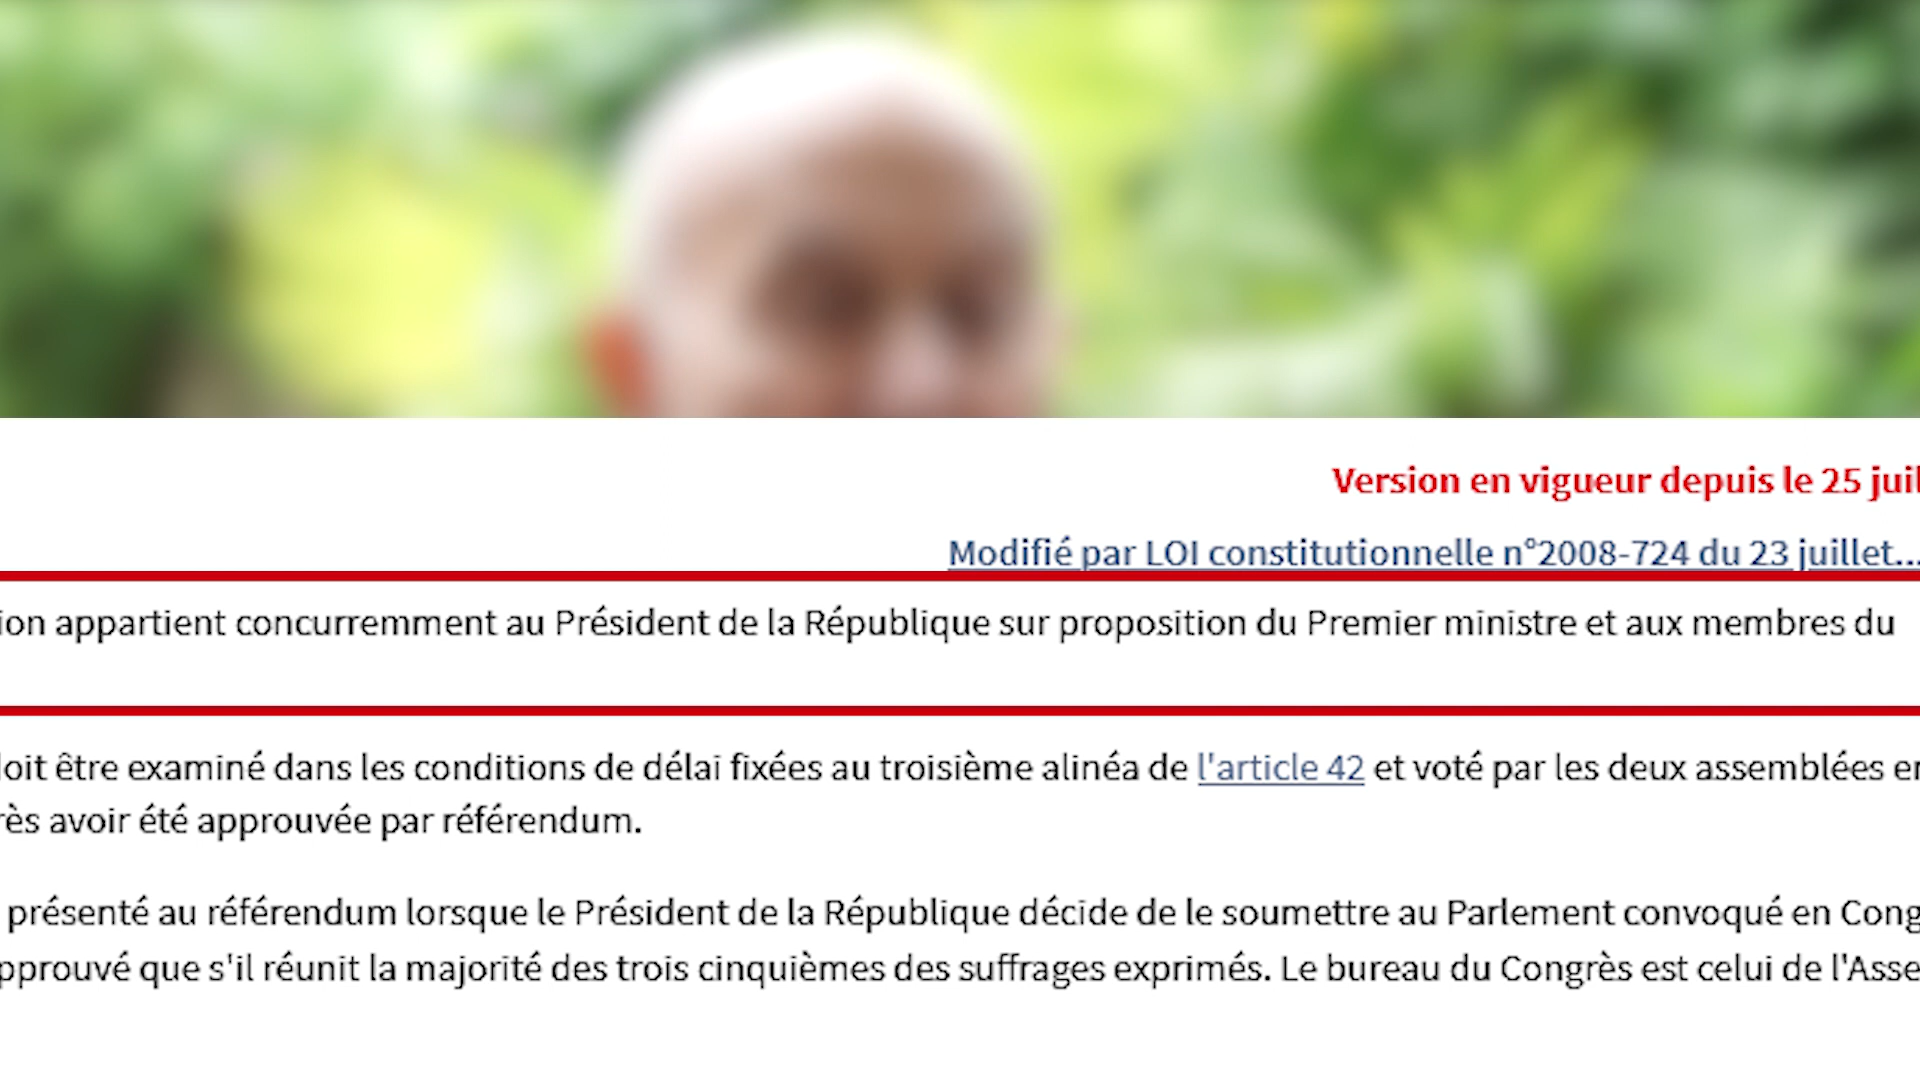 Version en vigueur depuis le 25 juil
Modifié par LOI constitutionnelle n°2008-724 du 23 juillet...
ion appartient concurremment au Président de la République sur proposition du Premier ministre et aux membres du
oit être examiné dans les conditions de délai fixées au troisième alinéa de l'article 42 et voté par les deux assemblées en
rès avoir été approuvée par référendum.
présenté au référendum lorsque le Président de la République décide de le soumettre au Parlement convoqué en Cong
pprouvé que s'il réunit la majorité des trois cinquièmes des suffrages exprimés. Le bureau du Congrès est celui de l'Asse